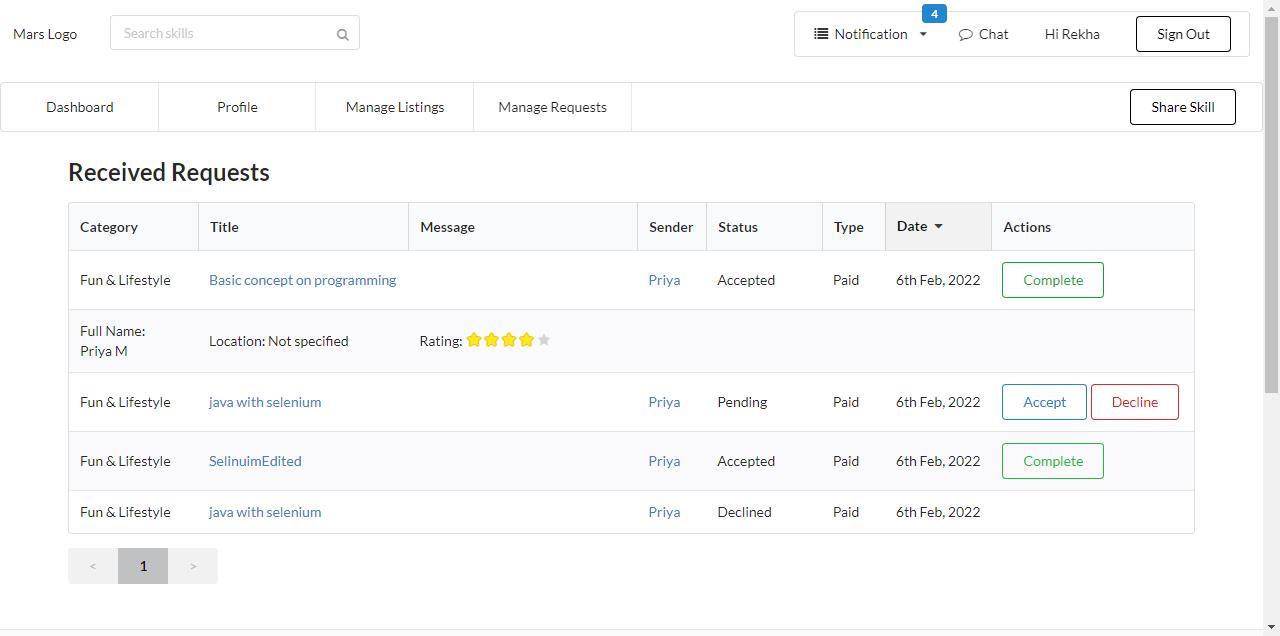 4
Mars Logo Search skills Notification Chat Hi Rekha Sign Out
Dashboard Profile Manage Listings Manage Requests Share Skill
Received Requests
Category Title Message Sender Status Type Date Actions
Fun & Lifestyle Basic concept on programming Priya Accepted Paid 6th Feb, 2022 Complete
Full Name:
Priya M Location: Not specified Rating:
Fun & Lifestyle java with selenium Priya Pending Paid 6th Feb, 2022 Accept Decline
Fun & Lifestyle SelinuimEdited Priya Accepted Paid 6th Feb, 2022 Complete
Fun & Lifestyle java with selenium Priya Declined Paid 6th Feb, 2022
< 1 >